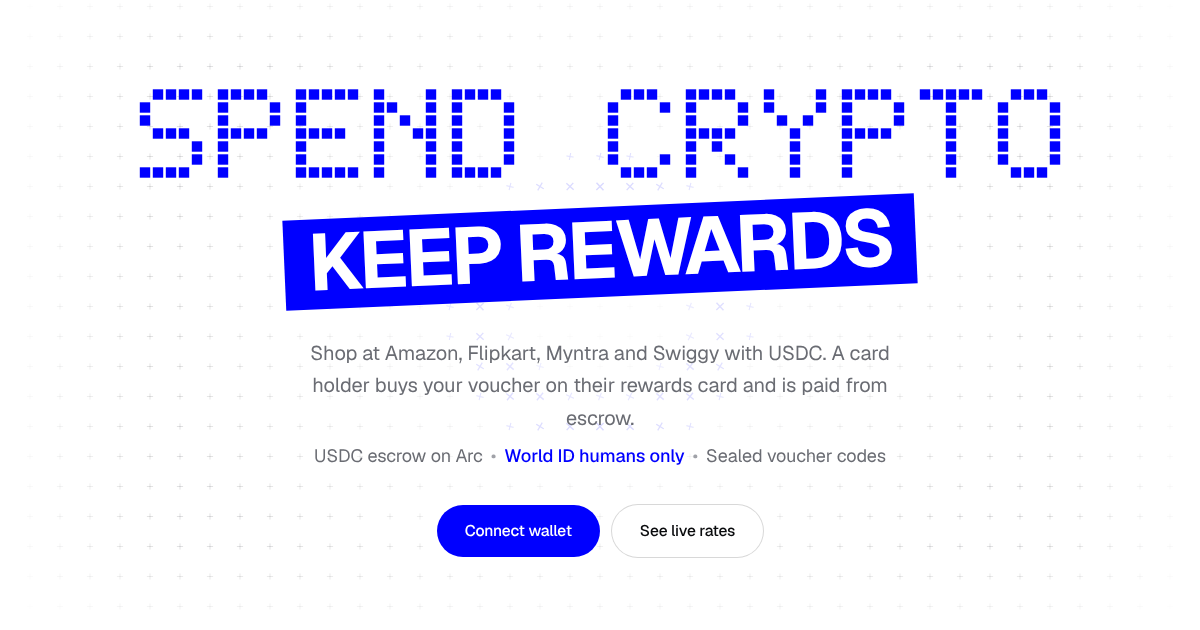 SPEND CRYPTO
KEEP REWARDS
Shop at Amazon, Flipkart, Myntra and Swiggy with USDC. A card
holder buys your voucher on their rewards card and is paid from
escrow.
USDC escrow on Arc • World ID humans only • Sealed voucher codes
Connect wallet
See live rates